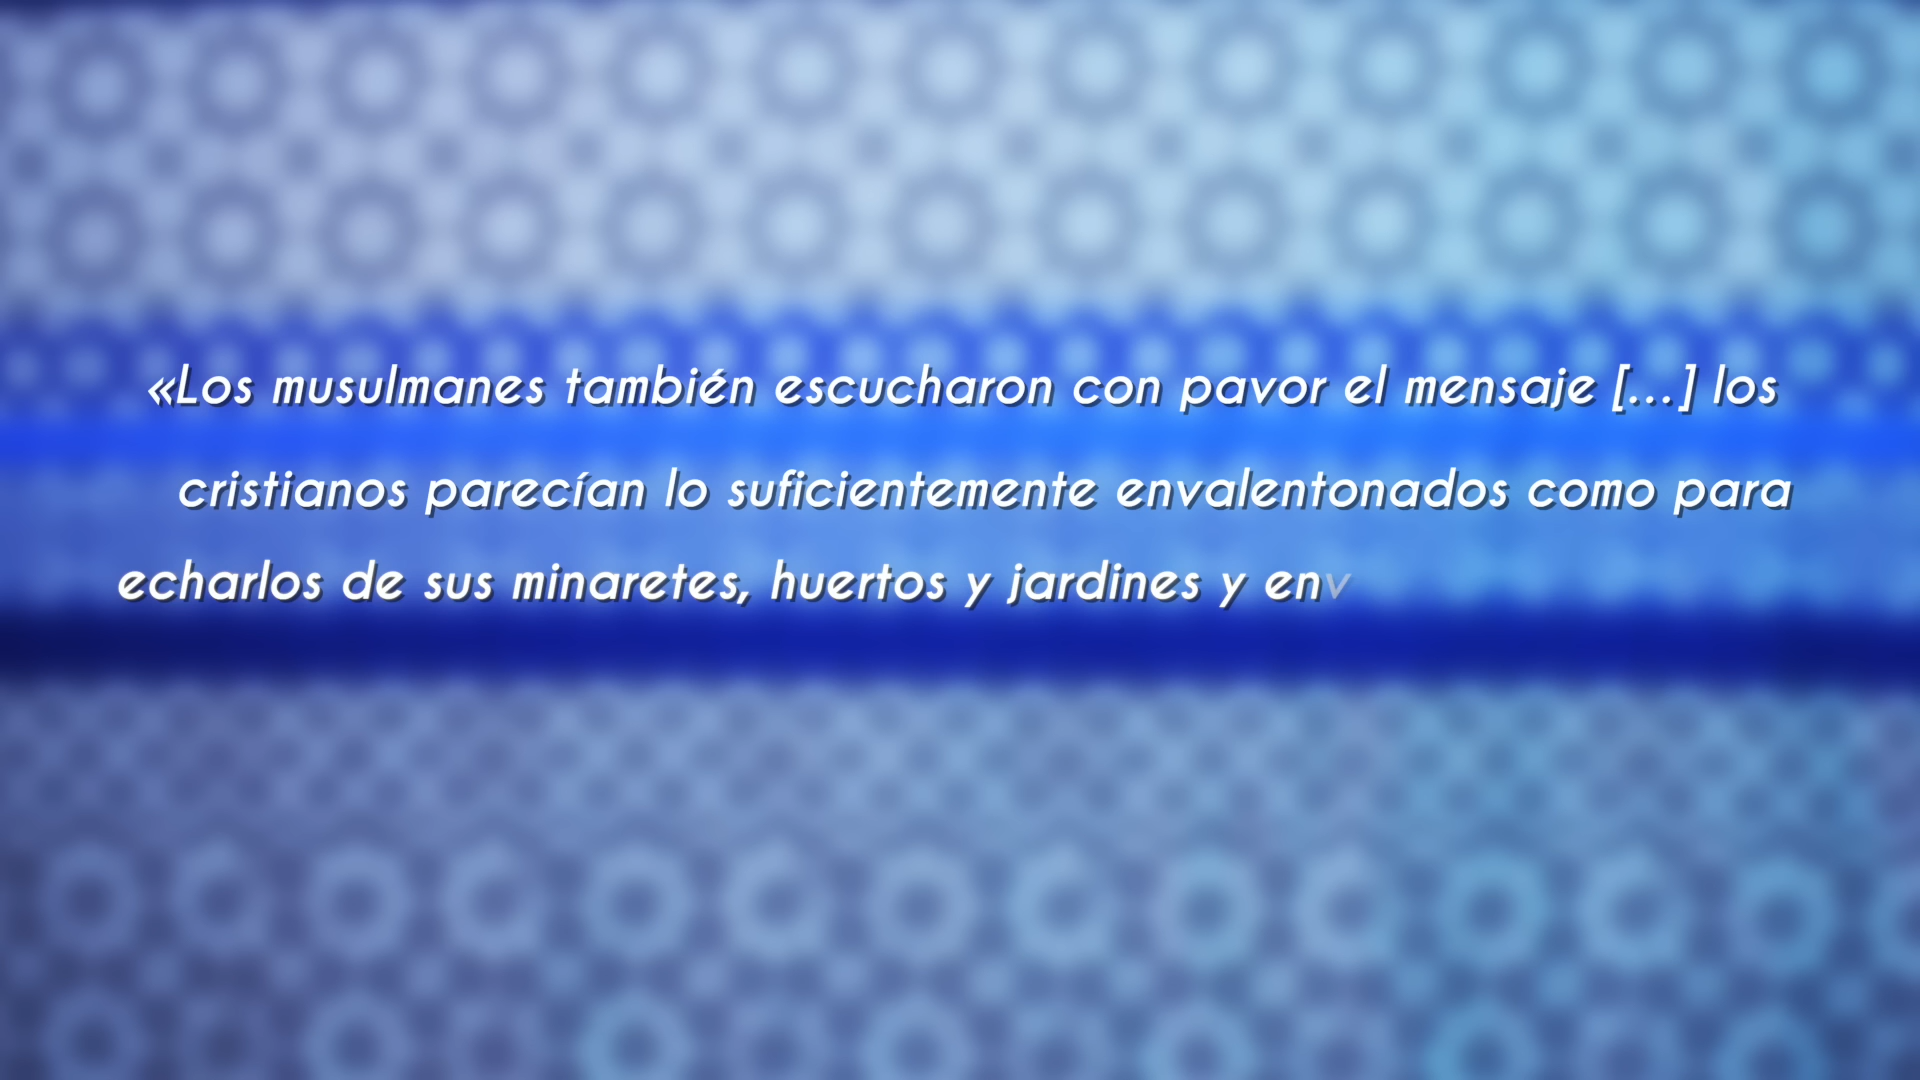 «Los musulmanes también escucharon con pavor el mensaje [...] los
cristianos parecían lo suficientemente envalentonados como para
echarlos de sus minaretes, huertos y jardines y env